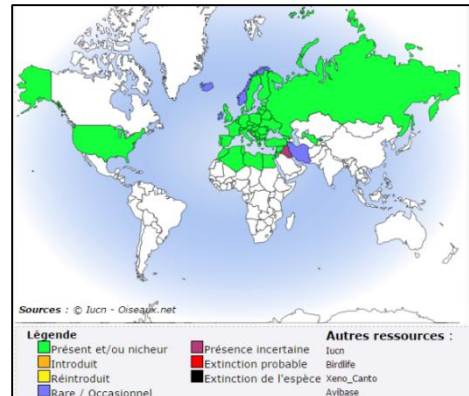 Sources : © Iucn - Oiseaux.net
Légende
Présent et/ou nicheur
Introduit
Réintroduit
Rare / Occasionnel
Présence incertaine
Extinction probable
Extinction de l'espèce
Autres ressources :
Iucn
Birdlife
Xeno_Canto
Avibase